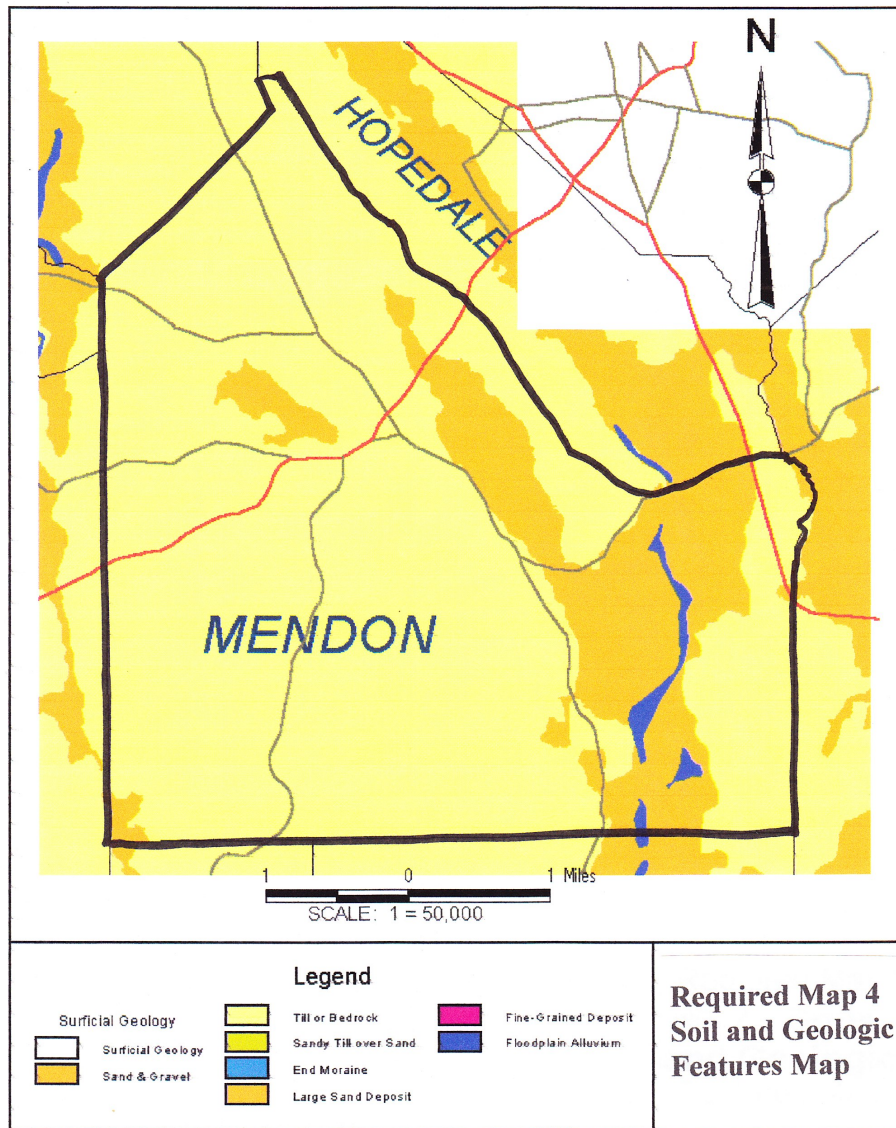 N
HOPEDALE
MENDON
1 0 1 Miles
SCALE: 1 = 50,000
Legend
Surficial Geology
Surficial Geology
Sand & Gravel
Till or Bedrock
Sandy Till over Sand
End Moraine
Large Sand Deposit
Fine-Grained Deposit
Floodplain Alluvium
Required Map 4
Soil and Geologic
Features Map